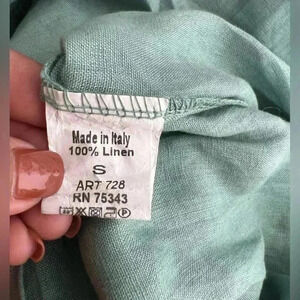 Made in Italy
100% Linen
S
ART 728
RN 75343